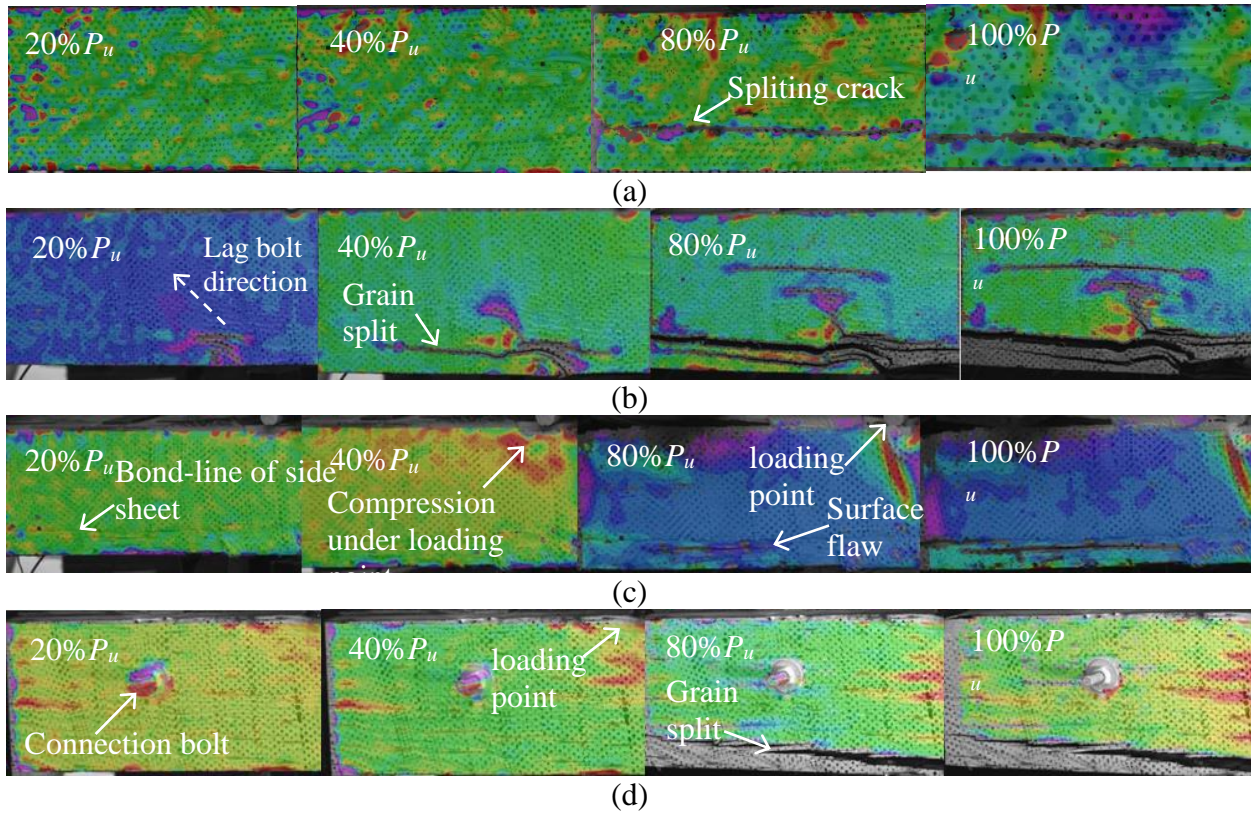 20%Pu
40%Pu
80%Pu
100%P
u
Spliting crack
(a)
20%Pu
Lag bolt
direction
40%Pu
Grain
split
80%Pu
100%P
u
(b)
20%Pu
Bond-line of side
sheet
40%Pu
Compression
under loading
point
80%Pu
loading
point
Surface
flaw
100%P
u
(c)
20%Pu
Connection bolt
40%Pu
loading
point
80%Pu
Grain
split
100%P
u
(d)